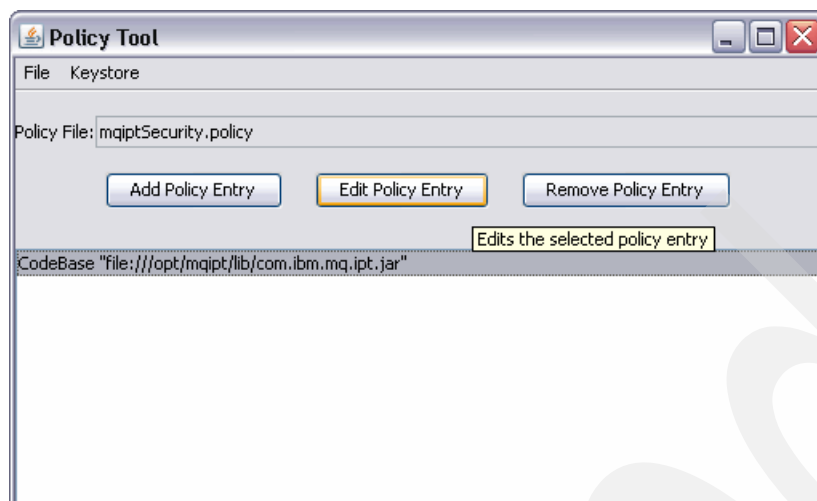 Policy Tool
File Keystore
Policy File: mqiptSecurity.policy
Add Policy Entry Edit Policy Entry Remove Policy Entry
Edits the selected policy entry
CodeBase "file:///opt/mqipt/lib/com.ibm.mq.ipt.jar"